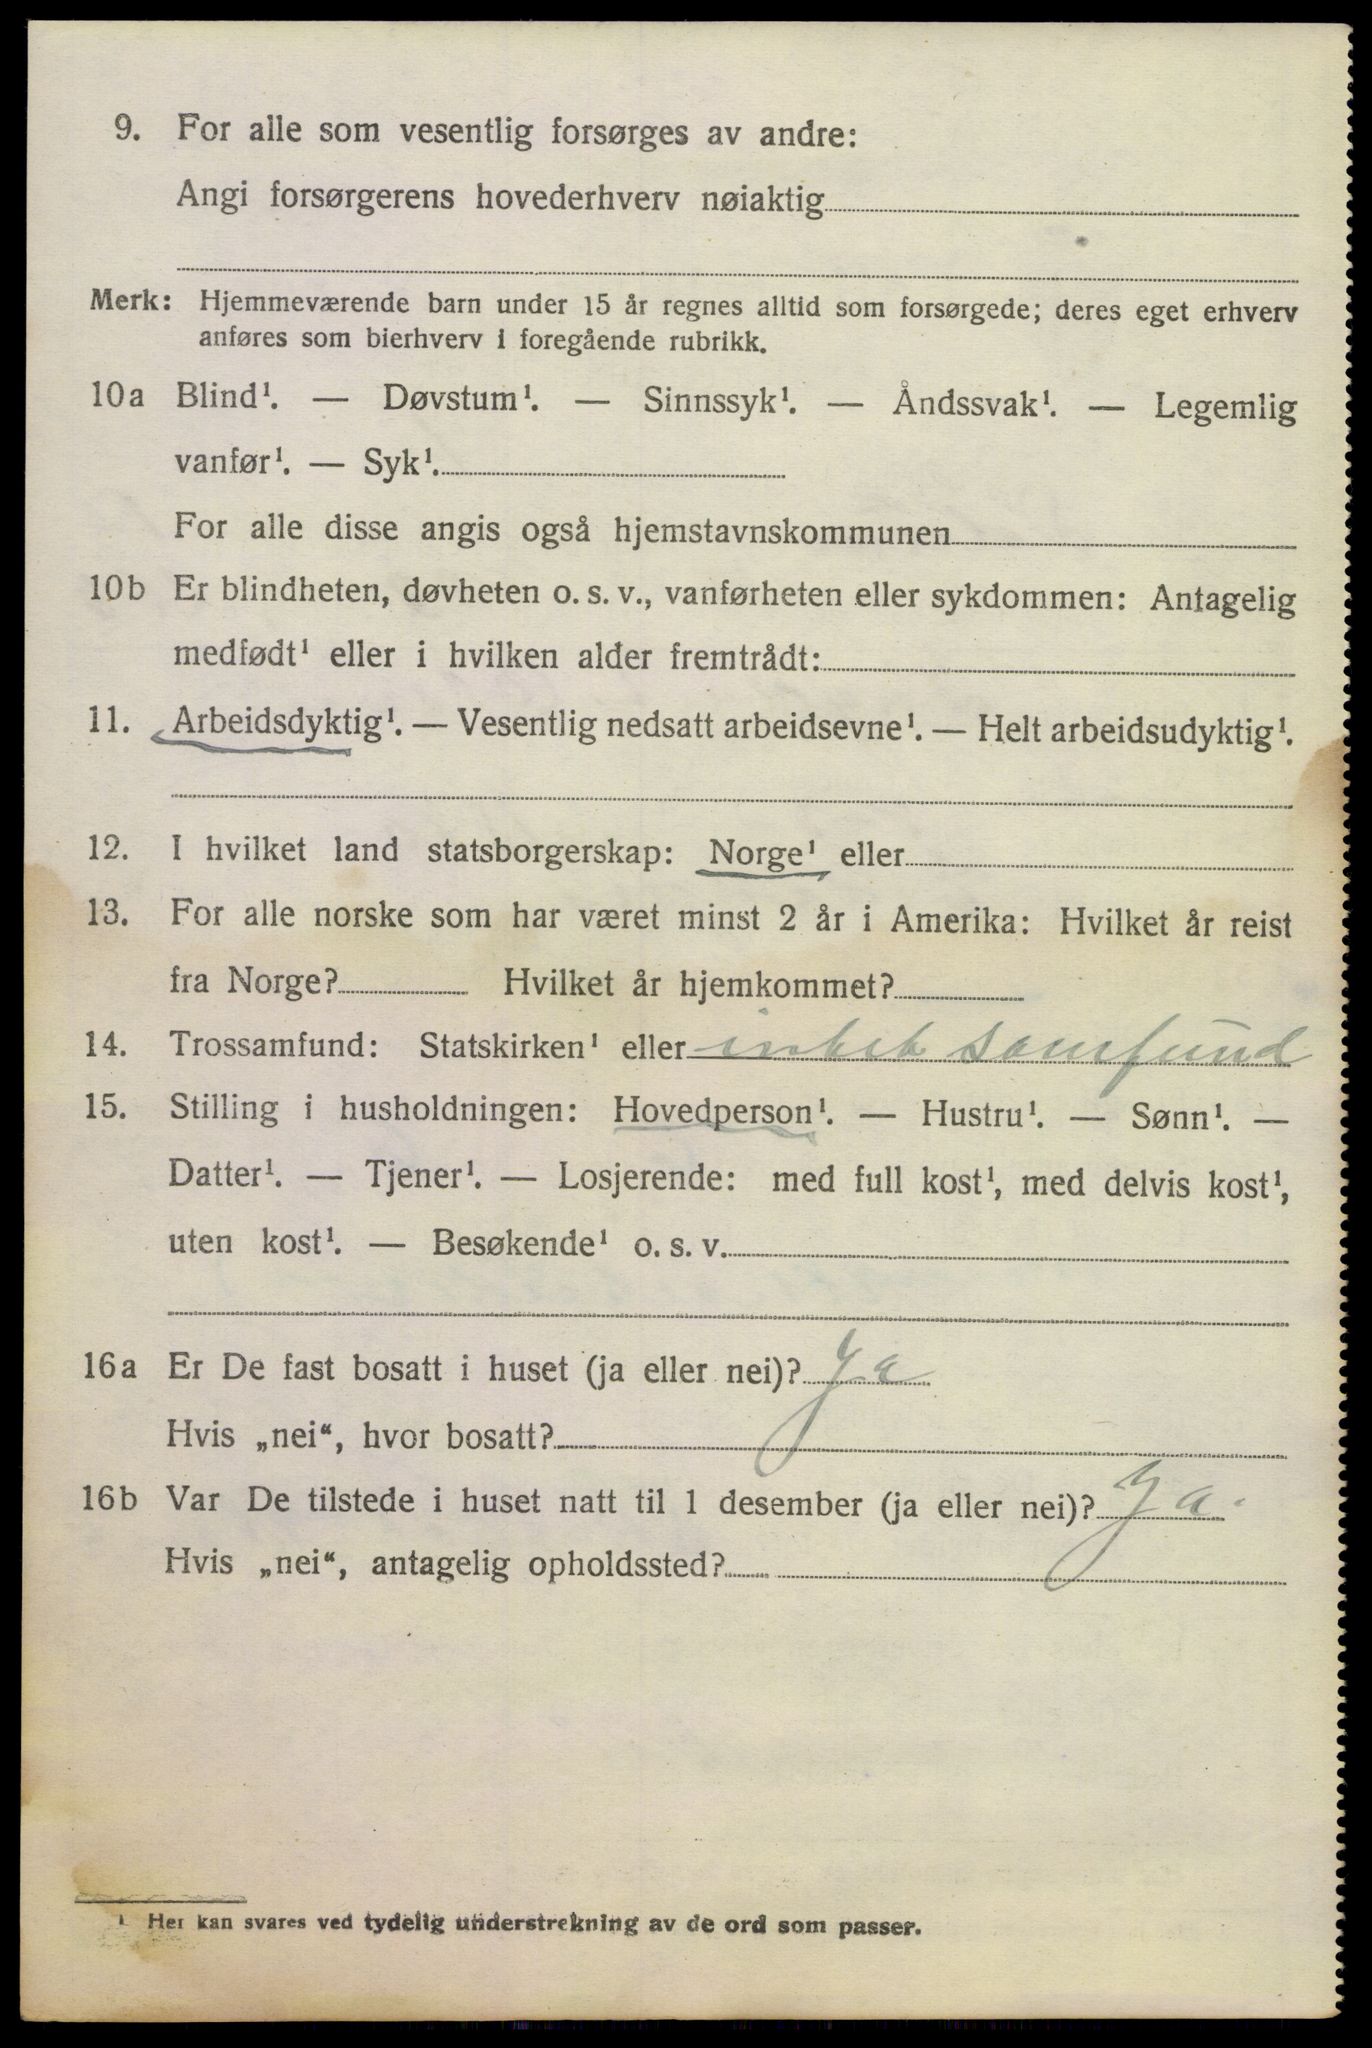 9. For alle som vesentlig forsørges av andre:
Angi forsørgerens hovederhverv nøiaktig
Merk: Hjemmeværende barn under 15 år regnes alltid som forsørgede; deres eget erhverv
anføres som bierhverv i foregående rubrikk.
10a Blind¹. — Døvstum¹. — Sinnssyk¹. — Åndssvak¹. — Legemlig
vanfør¹. — Syk¹.
For alle disse angis også hjemstavnskommunen
10b Er blindheten, døvheten o. s. v., vanførheten eller sykdommen: Antagelig
medfødt¹ eller i hvilken alder fremtrådt:
11. Arbeidsdyktig¹. — Vesentlig nedsatt arbeidsevne¹. — Helt arbeidsudyktig¹.
12. I hvilket land statsborgerskap: Norge¹ eller
13. For alle norske som har været minst 2 år i Amerika: Hvilket år reist
fra Norge? Hvilket år hjemkommet?
14. Trossamfund: Statskirken¹ eller intet samfund
15. Stilling i husholdningen: Hovedperson¹. — Hustru¹. — Sønn¹. —
Datter¹. — Tjener¹. — Losjerende: med full kost¹, med delvis kost¹,
uten kost¹. — Besøkende¹ o. s. v.
16a Er De fast bosatt i huset (ja eller nei)? Ja
Hvis „nei“, hvor bosatt?
16b Var De tilstede i huset natt til 1 desember (ja eller nei)? Ja.
Hvis „nei“, antagelig opholdssted?
¹ Her kan svares ved tydelig understrekning av de ord som passer.